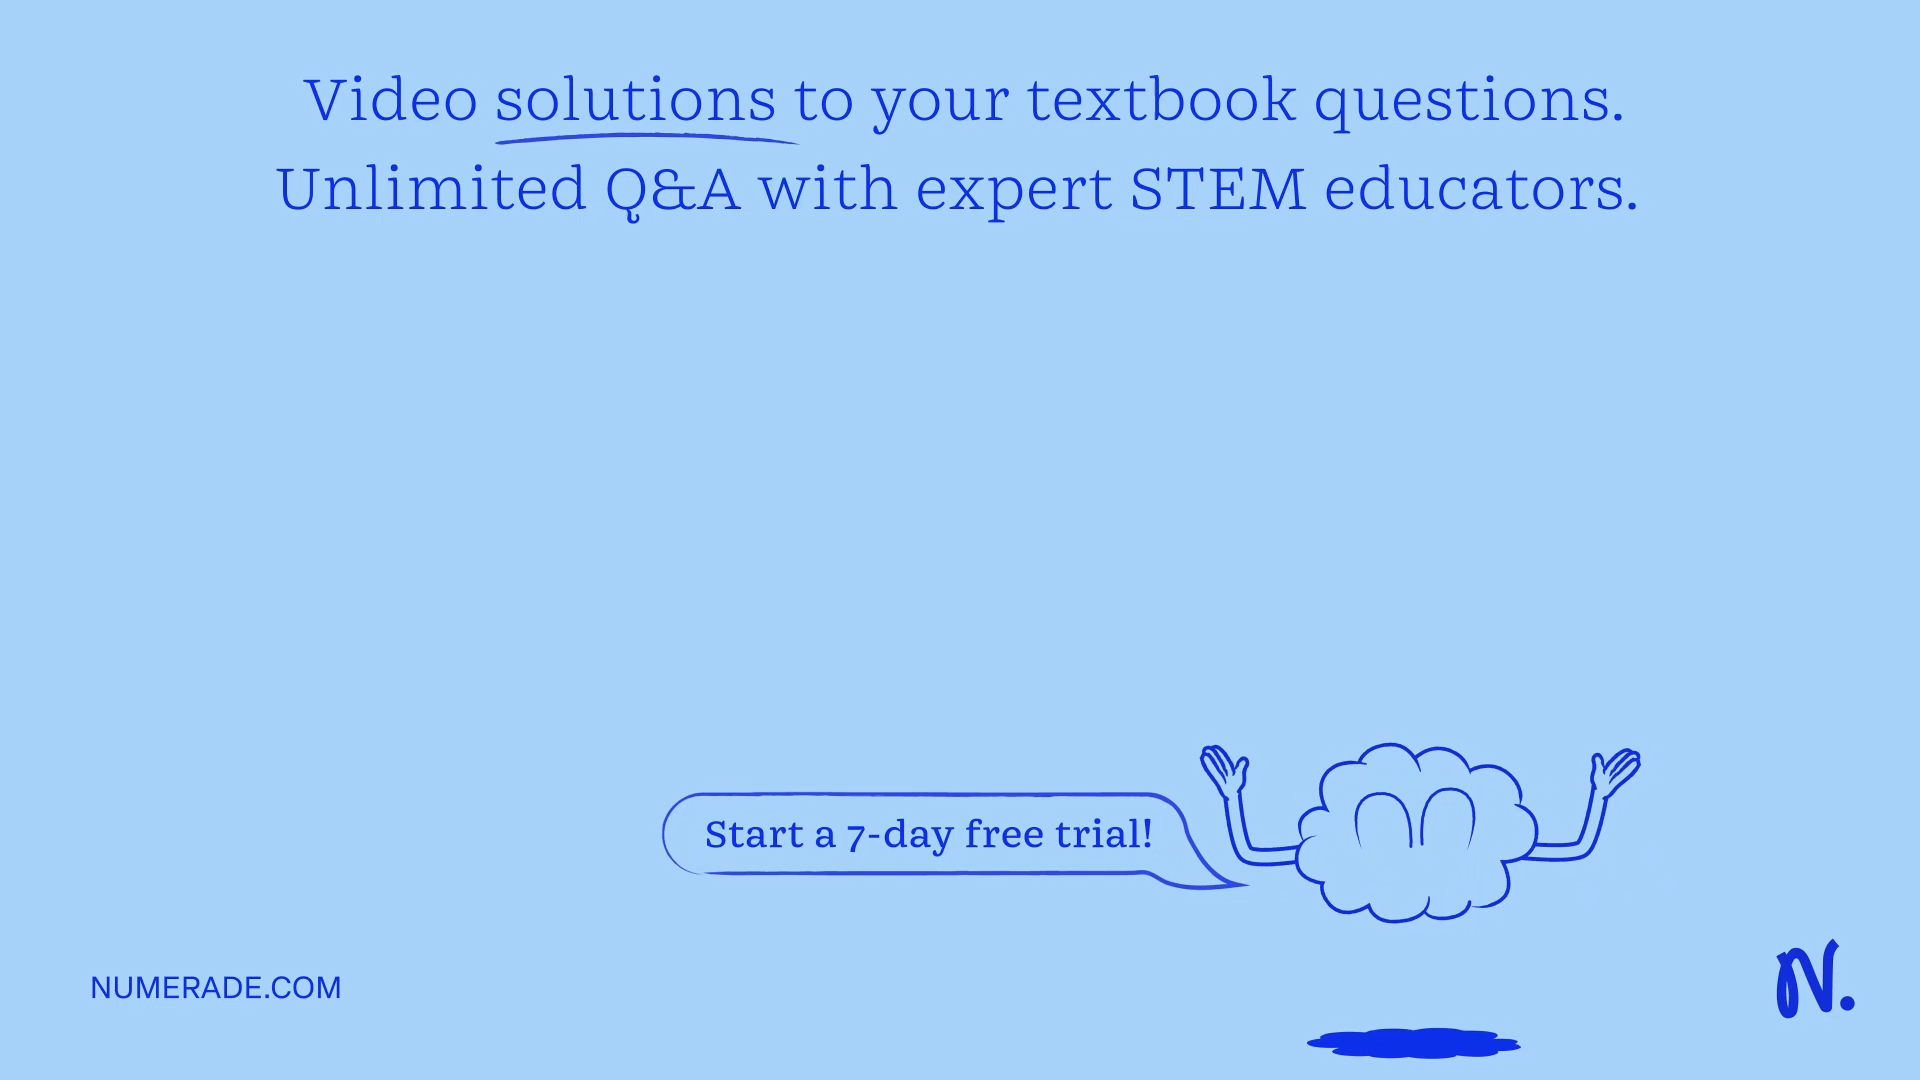 Video solutions to your textbook questions.
Unlimited Q&A with expert STEM educators.
Start a 7-day free trial!
NUMERADE.COM
N.